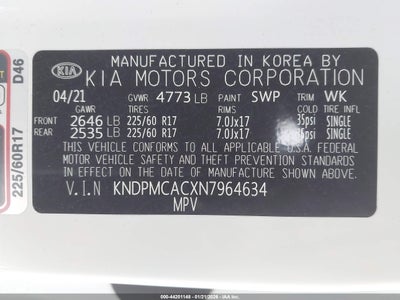 MANUFACTURED IN KOREA BY
KIA KIA MOTORS CORPORATION
04/21 GVWR 4773 LB PAINT SWP TRIM WK
GAWR TIRES RIMS COLD TIRE
FRONT 2646 LB 225/60 R17 7.0Jx17 35psi SINGLE
REAR 2535 LB 225/60 R17 7.0Jx17 35psi SINGLE
THIS VEHICLE CONFORMS TO ALL APPLICABLE U.S.A. FEDERAL
MOTOR VEHICLE SAFETY, BUMPER, AND THEFT PREVENTION
STANDARDS IN EFFECT ON THE DATE OF MANUFACTURE SHOWN ABOVE.
V.I.N KNDPMCACXN7964634
MPV
225/60R17 D46
000-44201148 - 01/21/2026 - IAAHQ